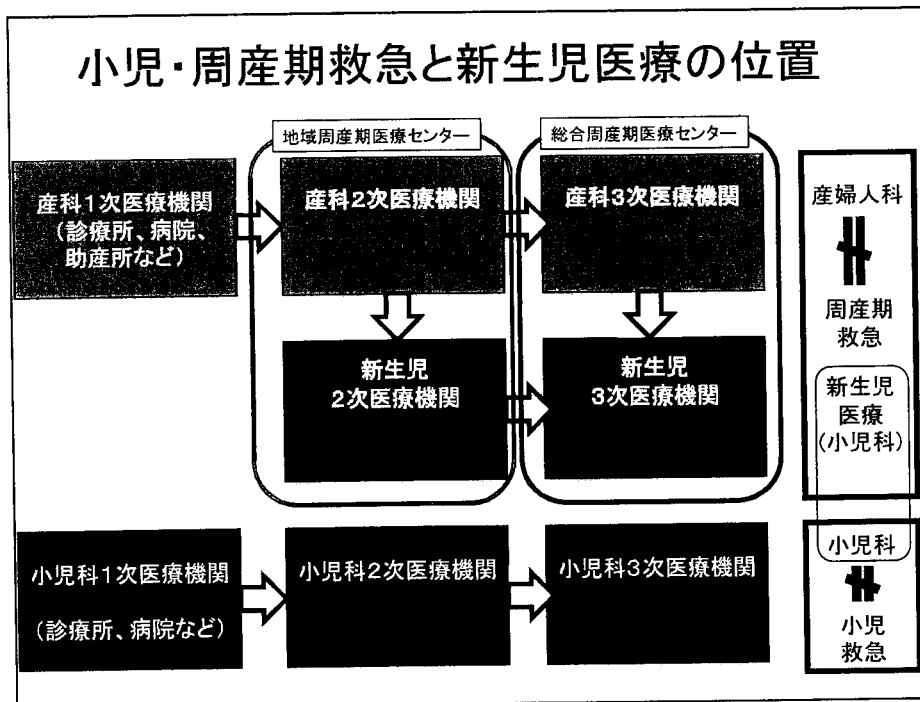 小児・周産期救急と新生児医療の位置
地域周産期医療センター
総合周産期医療センター
産科1次医療機関
(診療所、病院、
助産所など)
産科2次医療機関
産科3次医療機関
新生児
2次医療機関
新生児
3次医療機関
小児科1次医療機関
(診療所、病院など)
小児科2次医療機関
小児科3次医療機関
産婦人科
周産期
救急
新生児
医療
(小児科)
小児科
小児
救急